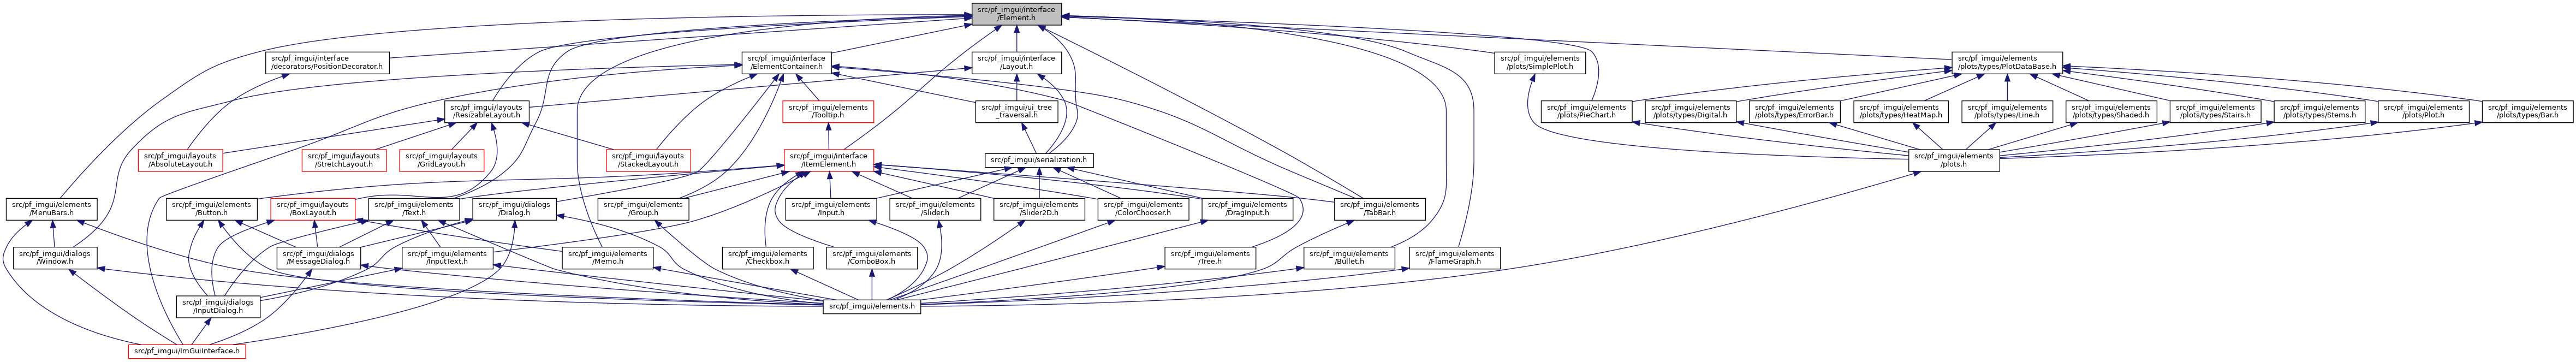 src/pf_imgui/interface
/Element.h
src/pf_imgui/interface
/decorators/PositionDecorator.h
src/pf_imgui/interface
/ElementContainer.h
src/pf_imgui/interface
/Layout.h
src/pf_imgui/elements
/plots/SimplePlot.h
src/pf_imgui/elements
/plots/types/PlotDataBase.h
src/pf_imgui/layouts
/ResizableLayout.h
src/pf_imgui/elements
/Tooltip.h
src/pf_imgui/ui_tree
_traversal.h
src/pf_imgui/elements
/plots/PieChart.h
src/pf_imgui/elements
/plots/types/Digital.h
src/pf_imgui/elements
/plots/types/ErrorBar.h
src/pf_imgui/elements
/plots/types/HeatMap.h
src/pf_imgui/elements
/plots/types/Line.h
src/pf_imgui/elements
/plots/types/Shaded.h
src/pf_imgui/elements
/plots/types/Stairs.h
src/pf_imgui/elements
/plots/types/Stems.h
src/pf_imgui/elements
/plots/Plot.h
src/pf_imgui/elements
/plots/types/Bar.h
src/pf_imgui/layouts
/AbsoluteLayout.h
src/pf_imgui/layouts
/StretchLayout.h
src/pf_imgui/layouts
/GridLayout.h
src/pf_imgui/layouts
/StackedLayout.h
src/pf_imgui/interface
/ItemElement.h
src/pf_imgui/serialization.h
src/pf_imgui/elements
/plots.h
src/pf_imgui/elements
/MenuBars.h
src/pf_imgui/elements
/Button.h
src/pf_imgui/layouts
/BoxLayout.h
src/pf_imgui/elements
/Text.h
src/pf_imgui/dialogs
/Dialog.h
src/pf_imgui/elements
/Group.h
src/pf_imgui/elements
/Input.h
src/pf_imgui/elements
/Slider.h
src/pf_imgui/elements
/Slider2D.h
src/pf_imgui/elements
/ColorChooser.h
src/pf_imgui/elements
/DragInput.h
src/pf_imgui/elements
/TabBar.h
src/pf_imgui/dialogs
/Window.h
src/pf_imgui/dialogs
/MessageDialog.h
src/pf_imgui/elements
/InputText.h
src/pf_imgui/elements
/Memo.h
src/pf_imgui/elements
/Checkbox.h
src/pf_imgui/elements
/ComboBox.h
src/pf_imgui/elements
/Tree.h
src/pf_imgui/elements
/Bullet.h
src/pf_imgui/elements
/FlameGraph.h
src/pf_imgui/dialogs
/InputDialog.h
src/pf_imgui/elements.h
src/pf_imgui/ImGuiInterface.h